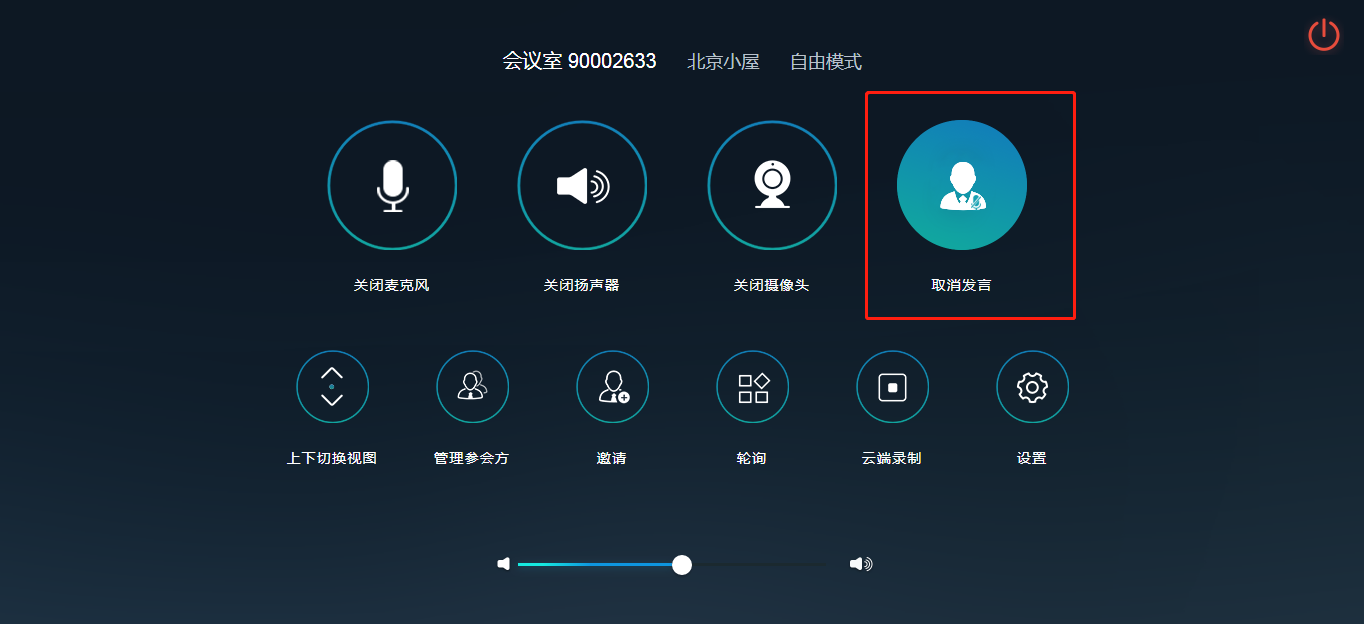 会议室 90002633 北京小屋 自由模式
关闭麦克风 关闭扬声器 关闭摄像头 取消发言
上下切换视图 管理参会方 邀请 轮询 云端录制 设置